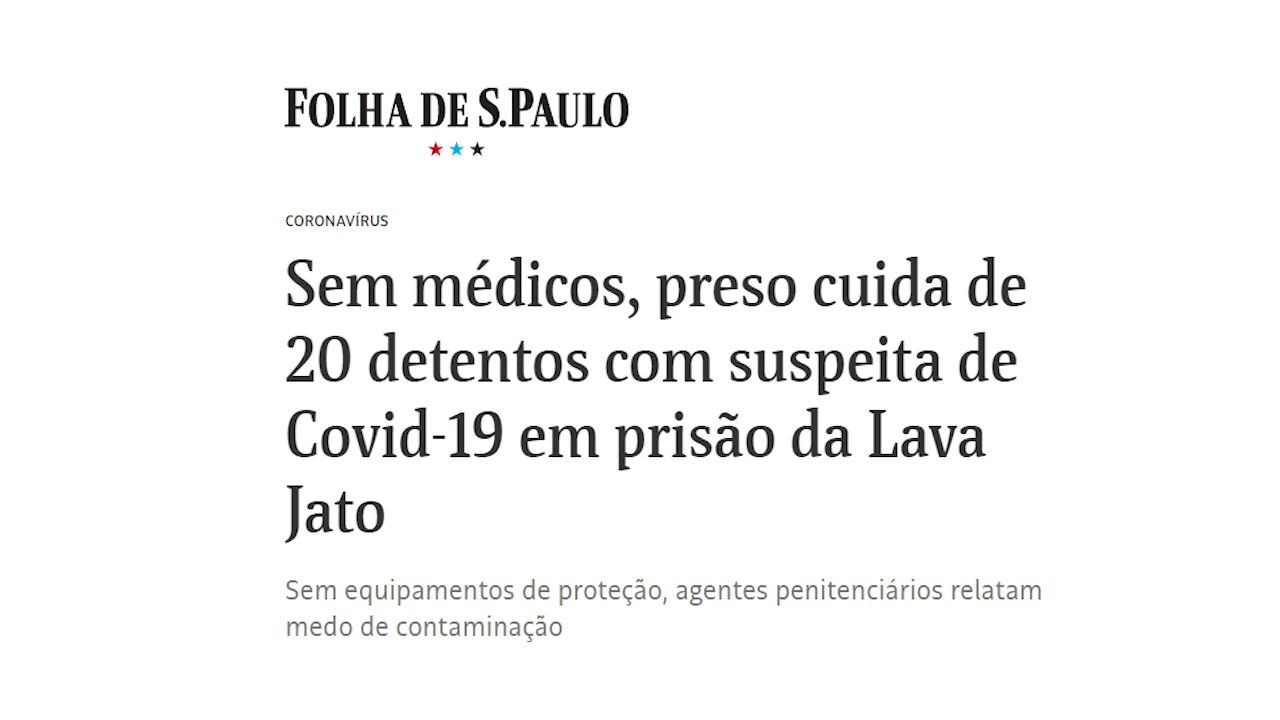 FOLHA DE S.PAULO
CORONAVÍRUS
Sem médicos, preso cuida de
20 detentos com suspeita de
Covid-19 em prisão da Lava
Jato
Sem equipamentos de proteção, agentes penitenciários relatam
medo de contaminação